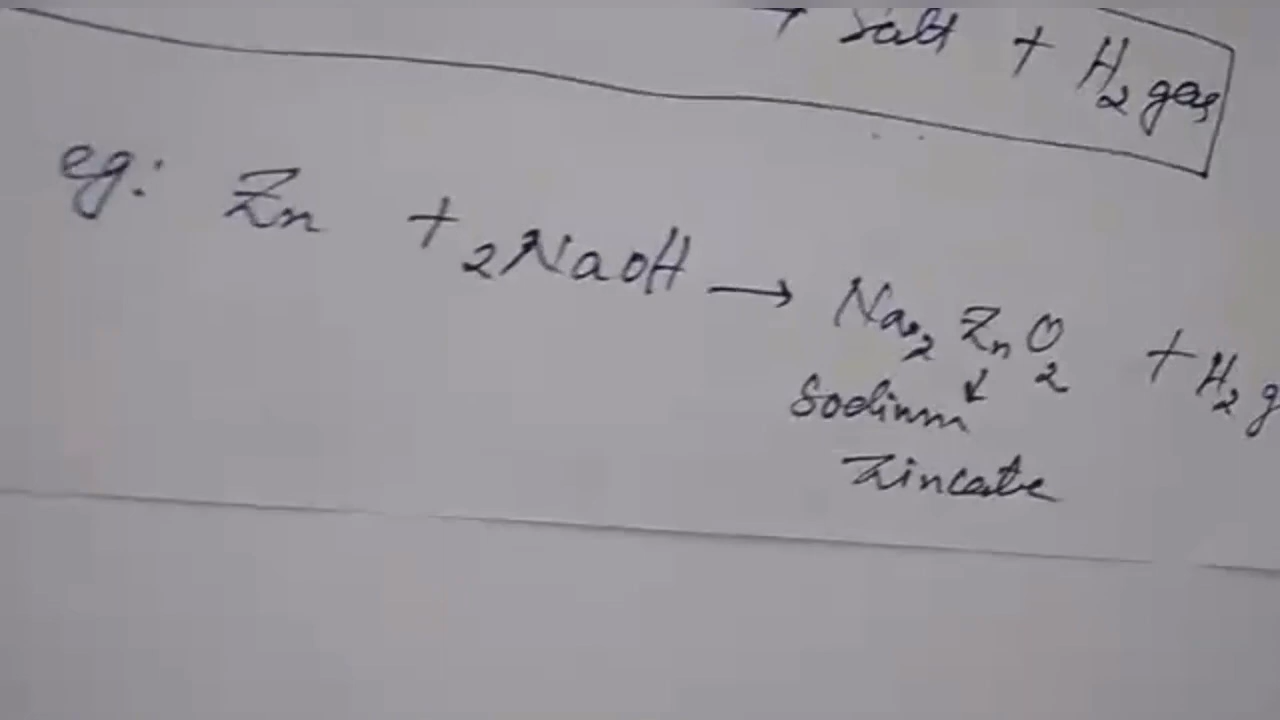 → Salt + H₂ gas
eg: Zn + 2NaOH → Na₂ZnO₂ + H₂ g
↓
Sodium
Zincate